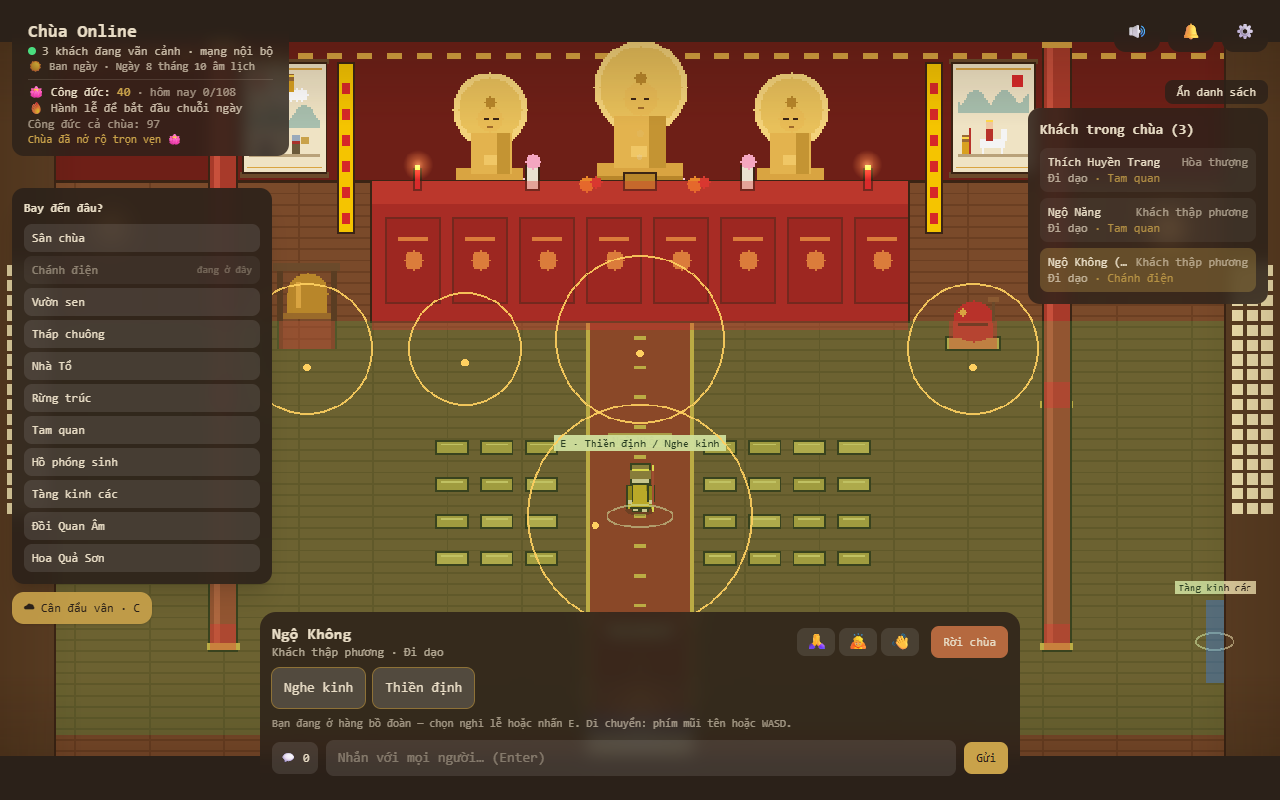 Chùa Online
3 khách đang vãn cảnh · mạng nội bộ
Ban ngày · Ngày 8 tháng 10 âm lịch
Công đức: 40 · hôm nay 0/108
Hành lễ để bắt đầu chuỗi ngày
Công đức cả chùa: 97
Chùa đã nở rộ trọn vẹn
Ẩn danh sách
Khách trong chùa (3)
Thích Huyền Trang Hòa thượng
Đi dạo · Tam quan
Ngộ Năng Khách thập phương
Đi dạo · Tam quan
Ngộ Không (… Khách thập phương
Đi dạo · Chánh điện
Bay đến đâu?
Sân chùa
Chánh điện đang ở đây
Vườn sen
Tháp chuông
Nhà Tổ
Rừng trúc
Tam quan
Hồ phóng sinh
Tàng kinh các
Đồi Quan Âm
Hoa Quả Sơn
Cân đẩu vân · C
E - Thiền định / Nghe kinh
Tàng kinh các
Ngộ Không
Khách thập phương · Đi dạo
Rời chùa
Nghe kinh
Thiền định
Bạn đang ở hàng bồ đoàn — chọn nghi lễ hoặc nhấn E. Di chuyển: phím mũi tên hoặc WASD.
0
Nhắn với mọi người… (Enter)
Gửi